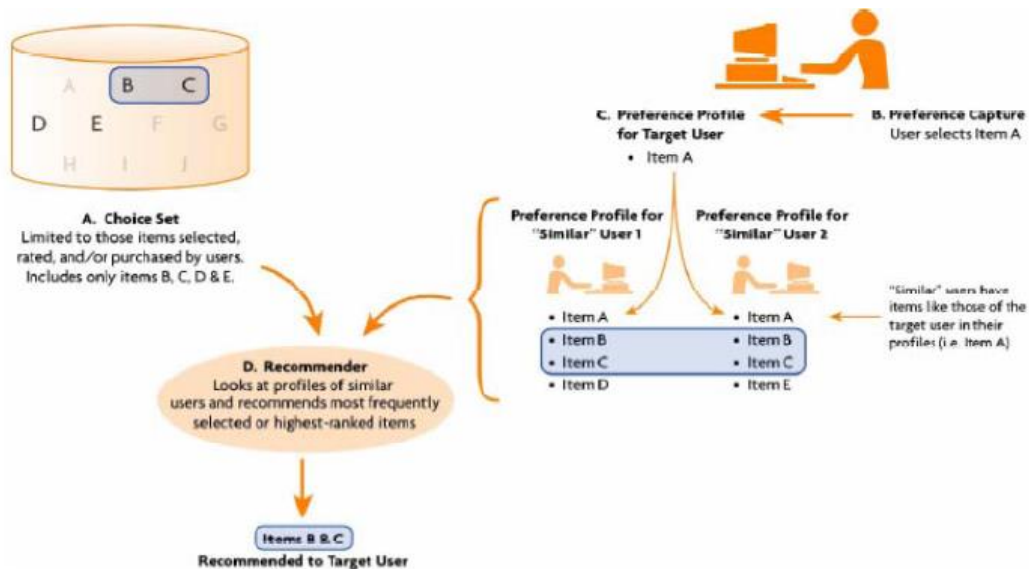 A B C
D E F G
H I J
A. Choice Set
Limited to those items selected,
rated, and/or purchased by users.
Includes only items B, C, D & E.
C. Preference Profile
for Target User
• Item A
B. Preference Capture
User selects Item A
Preference Profile for
"Similar" User 1
Preference Profile for
"Similar" User 2
• Item A
• Item B
• Item C
• Item D
• Item A
• Item B
• Item C
• Item E
"Similar" users have
items like those of the
target user in their
profiles (i.e. Item A)
D. Recommender
Looks at profiles of similar
users and recommends most frequently
selected or highest-ranked items
Items B & C
Recommended to Target User